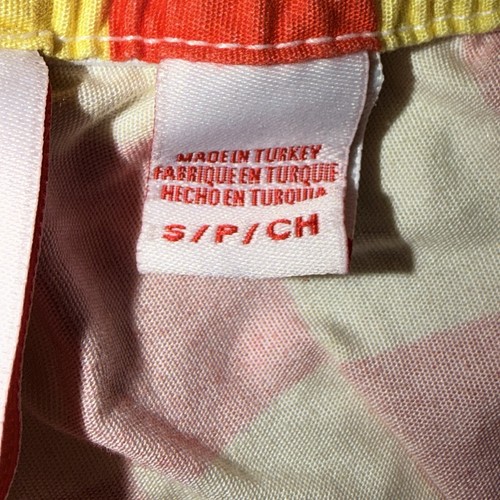 MADE IN TURKEY
FABRIQUE EN TURQUIE
HECHO EN TURQUIA
S/P/CH